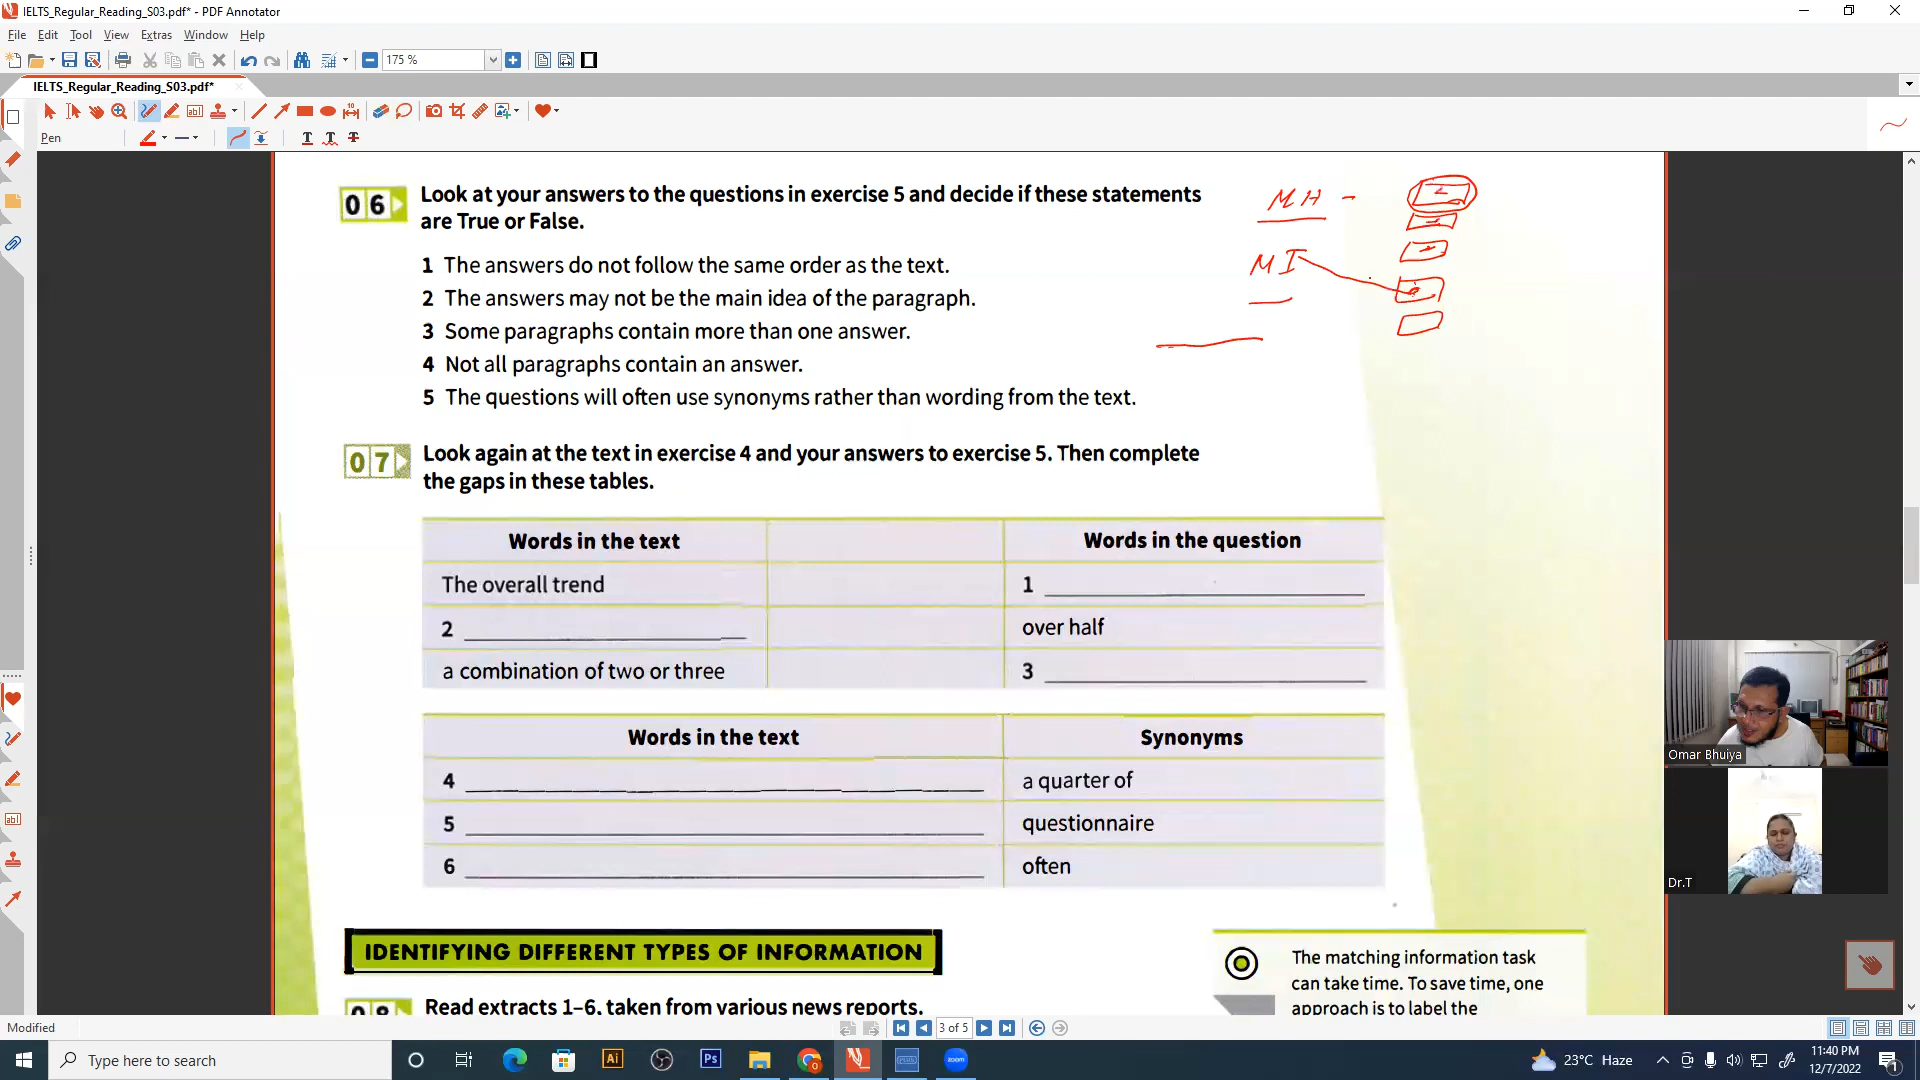 IELTS_Regular_Reading_S03.pdf* - PDF Annotator
File Edit Tool View Extras Window Help
175 %
IELTS_Regular_Reading_S03.pdf*
Pen
06 Look at your answers to the questions in exercise 5 and decide if these statements
are True or False.
MH -
1 The answers do not follow the same order as the text.
MI
2 The answers may not be the main idea of the paragraph.
3 Some paragraphs contain more than one answer.
4 Not all paragraphs contain an answer.
5 The questions will often use synonyms rather than wording from the text.
07 Look again at the text in exercise 4 and your answers to exercise 5. Then complete
the gaps in these tables.
Words in the text Words in the question
The overall trend 1
2 over half
a combination of two or three 3
Words in the text Synonyms
4 a quarter of
5 questionnaire
6 often
Omar Bhuiya
Dr.T
IDENTIFYING DIFFERENT TYPES OF INFORMATION
The matching information task
can take time. To save time, one
approach is to label the
08 Read extracts 1–6, taken from various news reports.
Modified
3 of 5
Type here to search
Ai
Ps
zoom
23°C Haze
11:40 PM
12/7/2022
1